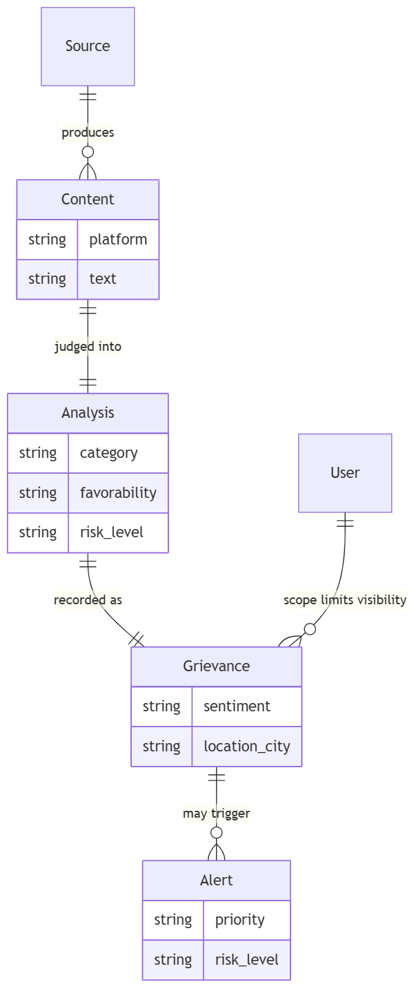 Source
produces
Content
string platform
string text
judged into
Analysis
string category
string favorability
string risk_level
User
recorded as
scope limits visibility
Grievance
string sentiment
string location_city
may trigger
Alert
string priority
string risk_level